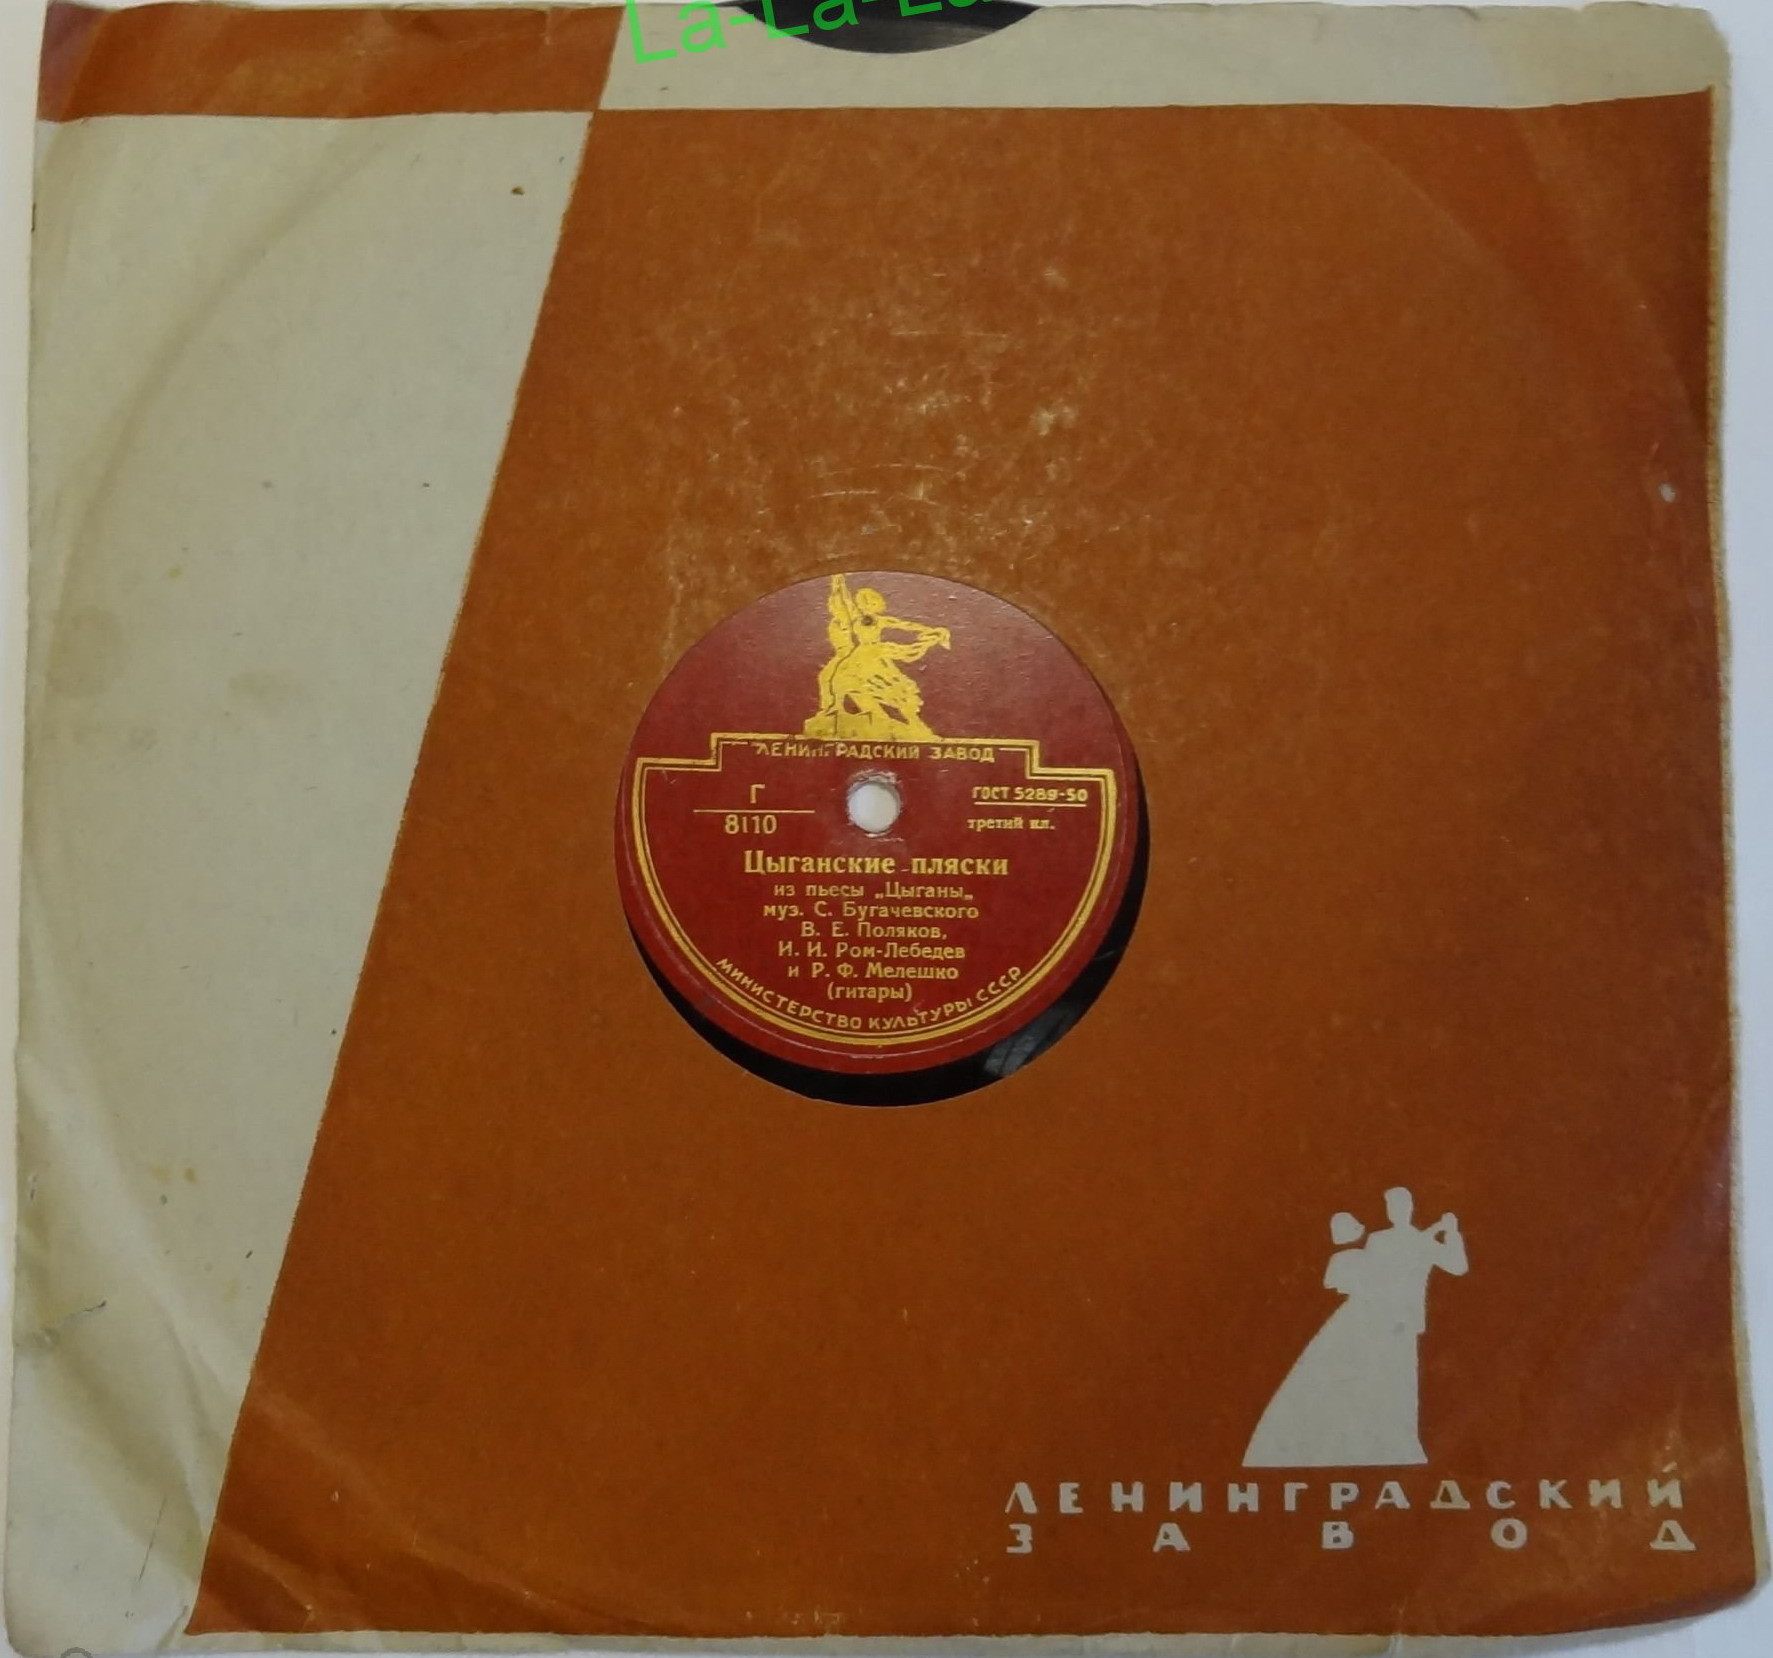 La-La-La
ЛЕНИНГРАДСКИЙ ЗАВОД
Г
8110
ГОСТ 5289-50
третий кл.
Цыганские пляски
из пьесы „Цыганы„
муз. С. Бугачевского
В. Е. Поляков,
И. И. Ром-Лебедев
и Р. Ф. Мелешко
(гитары)
МИНИСТЕРСТВО КУЛЬТУРЫ СССР
ЛЕНИНГРАДСКИЙ
ЗАВОД